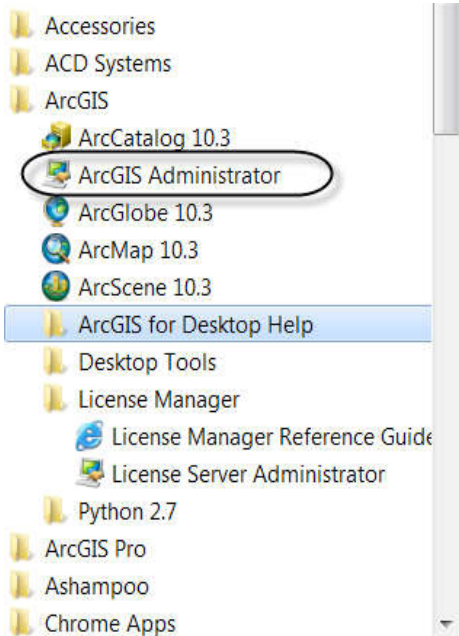 Accessories
ACD Systems
ArcGIS
ArcCatalog 10.3
ArcGIS Administrator
ArcGlobe 10.3
ArcMap 10.3
ArcScene 10.3
ArcGIS for Desktop Help
Desktop Tools
License Manager
License Manager Reference Guide
License Server Administrator
Python 2.7
ArcGIS Pro
Ashampoo
Chrome Apps